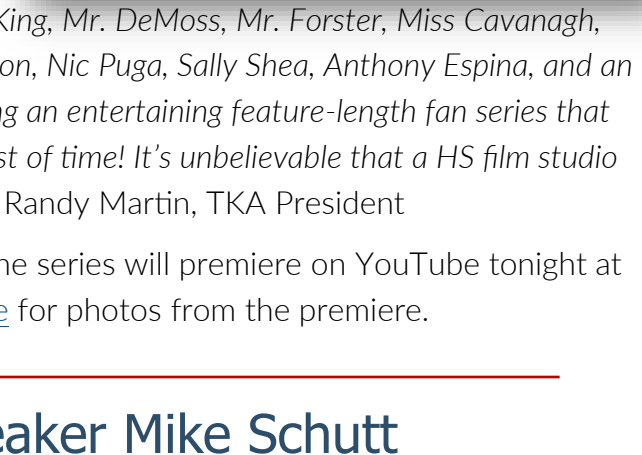 King, Mr. DeMoss, Mr. Forster, Miss Cavanagh,
on, Nic Puga, Sally Shea, Anthony Espina, and an
g an entertaining feature-length fan series that
st of time! It’s unbelievable that a HS film studio
Randy Martin, TKA President
he series will premiere on YouTube tonight at
e for photos from the premiere.
eaker Mike Schutt